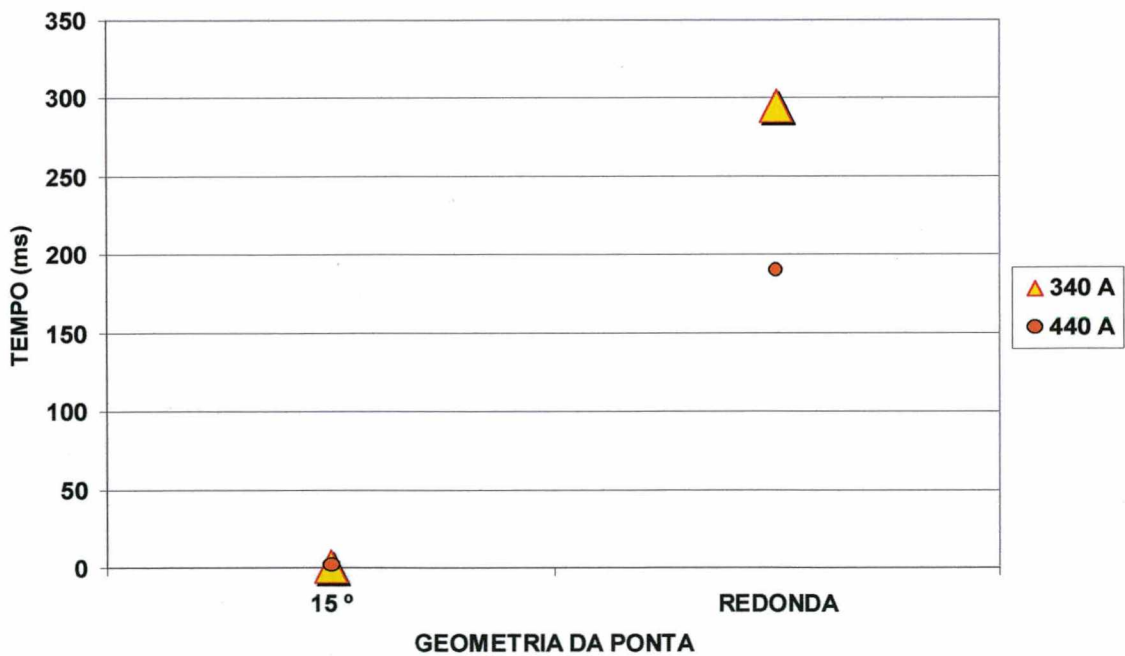 350
300
250
200
150
100
50
0
TEMPO (ms)
15 º
REDONDA
GEOMETRIA DA PONTA
340 A
440 A